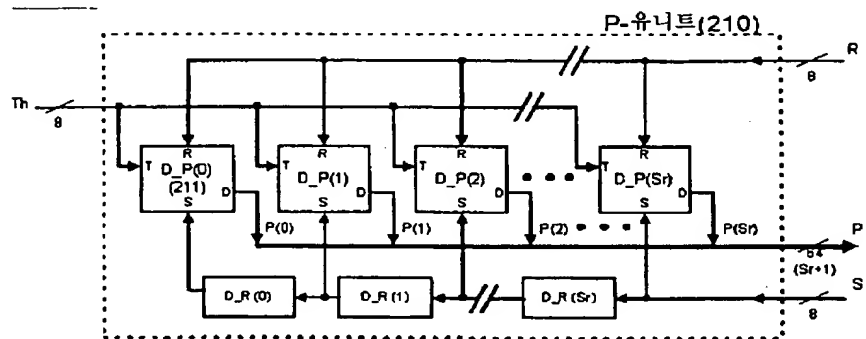 P-유니트(210)
R
8
Th
8
R
T
D_P(0)
(211)
D
S
R
T
D_P(1)
D
S
R
T
D_P(2)
D
S
R
T
D_P(Sr)
D
S
P(0)
P(1)
P(2)
P(Sr)
P
64
(Sr+1)
D_R(0)
D_R(1)
D_R(Sr)
S
8